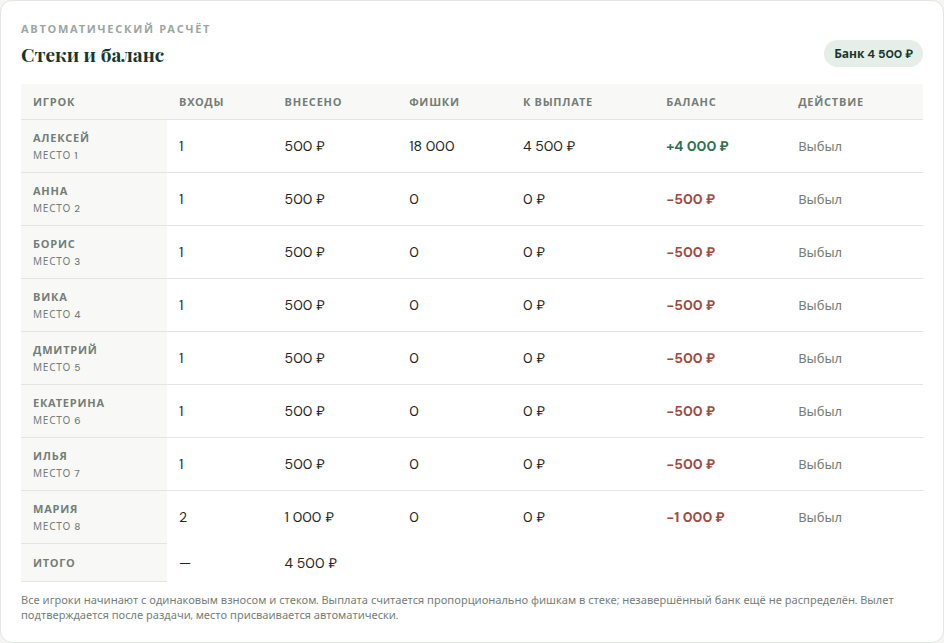 АВТОМАТИЧЕСКИЙ РАСЧЁТ
Стеки и баланс
Банк 4 500 ₽
ИГРОК ВХОДЫ ВНЕСЕНО ФИШКИ К ВЫПЛАТЕ БАЛАНС ДЕЙСТВИЕ
АЛЕКСЕЙ
МЕСТО 1
1 500 ₽ 18 000 4 500 ₽ +4 000 ₽ Выбыл
АННА
МЕСТО 2
1 500 ₽ 0 0 ₽ −500 ₽ Выбыл
БОРИС
МЕСТО 3
1 500 ₽ 0 0 ₽ −500 ₽ Выбыл
ВИКА
МЕСТО 4
1 500 ₽ 0 0 ₽ −500 ₽ Выбыл
ДМИТРИЙ
МЕСТО 5
1 500 ₽ 0 0 ₽ −500 ₽ Выбыл
ЕКАТЕРИНА
МЕСТО 6
1 500 ₽ 0 0 ₽ −500 ₽ Выбыл
ИЛЬЯ
МЕСТО 7
1 500 ₽ 0 0 ₽ −500 ₽ Выбыл
МАРИЯ
МЕСТО 8
2 1 000 ₽ 0 0 ₽ −1 000 ₽ Выбыл
ИТОГО — 4 500 ₽
Все игроки начинают с одинаковым взносом и стеком. Выплата считается пропорционально фишкам в стеке; незавершённый банк ещё не распределён. Вылет
подтверждается после раздачи, место присваивается автоматически.